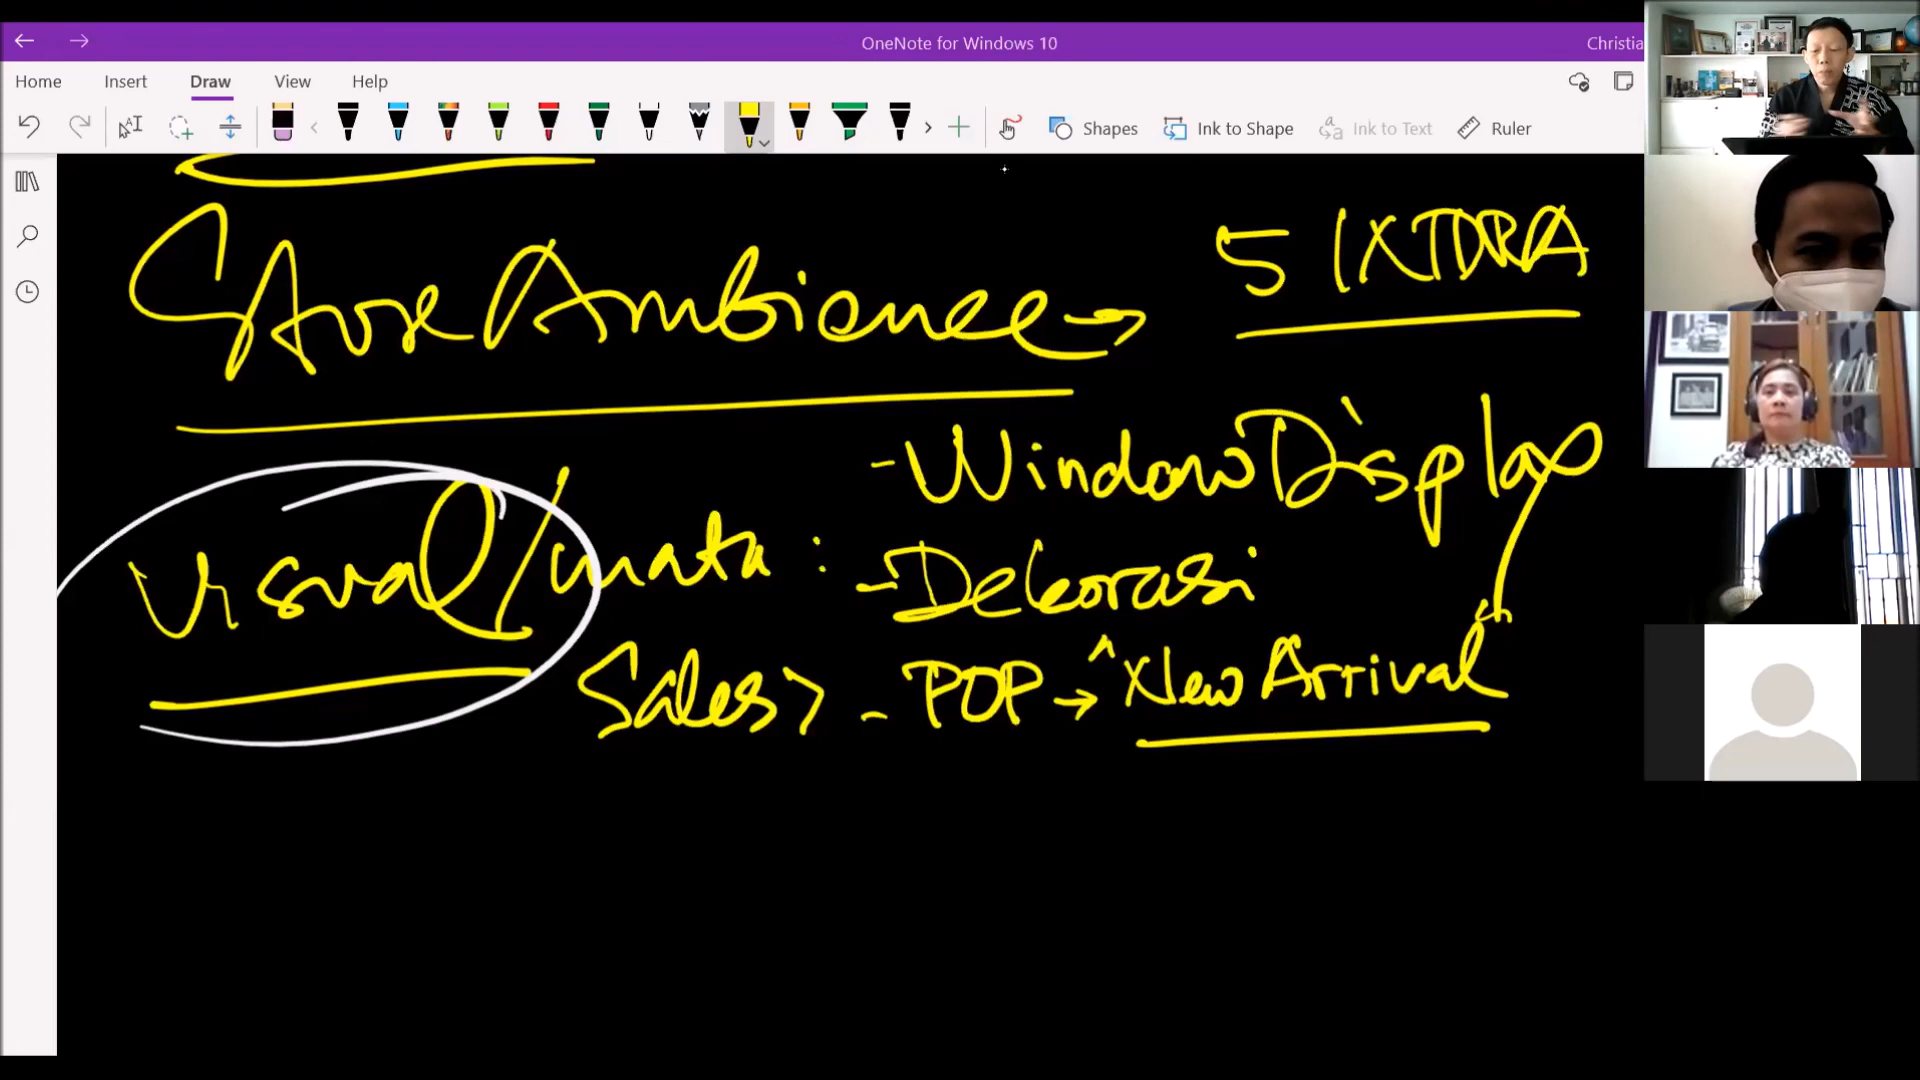 OneNote for Windows 10
Christia
Home Insert Draw View Help
Shapes Ink to Shape Ink to Text Ruler
Store Ambience → 5 INDRA
Visual/mata : - Window Display
- Dekorasi
Sales > - POP → New Arrival